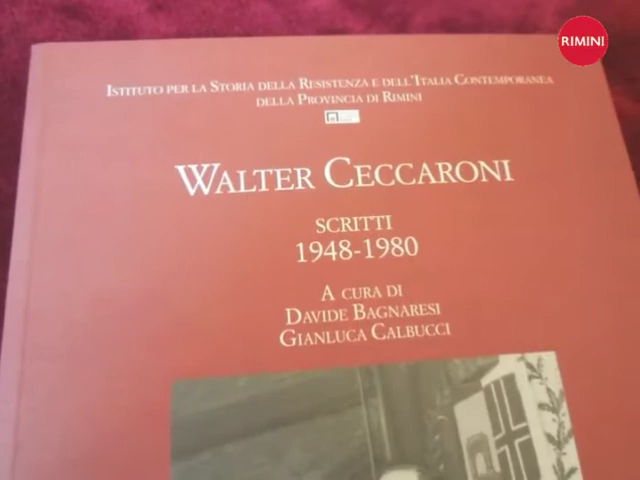 RIMINI
ISTITUTO PER LA STORIA DELLA RESISTENZA E DELL'ITALIA CONTEMPORANEA
DELLA PROVINCIA DI RIMINI
WALTER CECCARONI
SCRITTI
1948-1980
A CURA DI
DAVIDE BAGNARESI
GIANLUCA CALBUCCI